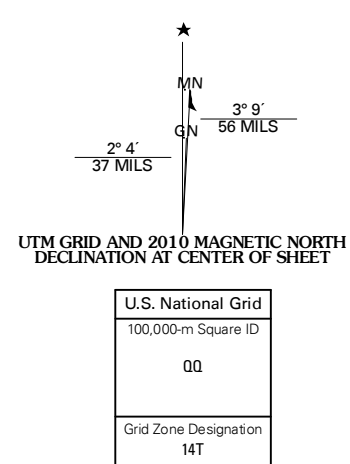 ★
MN
3° 9´
56 MILS
GN
2° 4´
37 MILS
UTM GRID AND 2010 MAGNETIC NORTH
DECLINATION AT CENTER OF SHEET
U.S. National Grid
100,000-m Square ID
QQ
Grid Zone Designation
14T